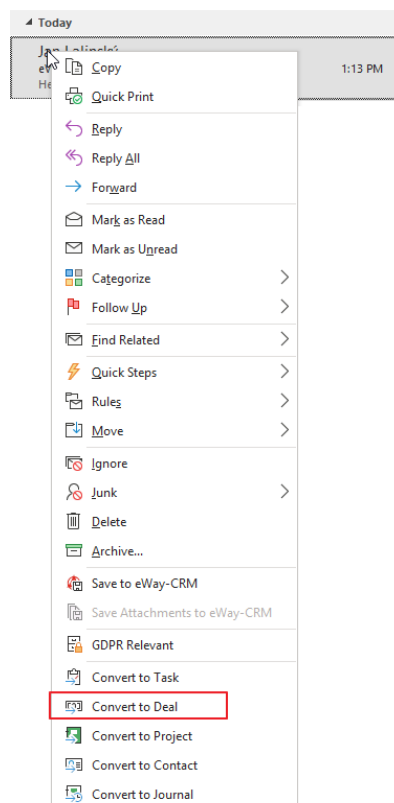 Today
1:13 PM
Copy
Quick Print
Reply
Reply All
Forward
Mark as Read
Mark as Unread
Categorize
Follow Up
Find Related
Quick Steps
Rules
Move
Ignore
Junk
Delete
Archive...
Save to eWay-CRM
Save Attachments to eWay-CRM
GDPR Relevant
Convert to Task
Convert to Deal
Convert to Project
Convert to Contact
Convert to Journal